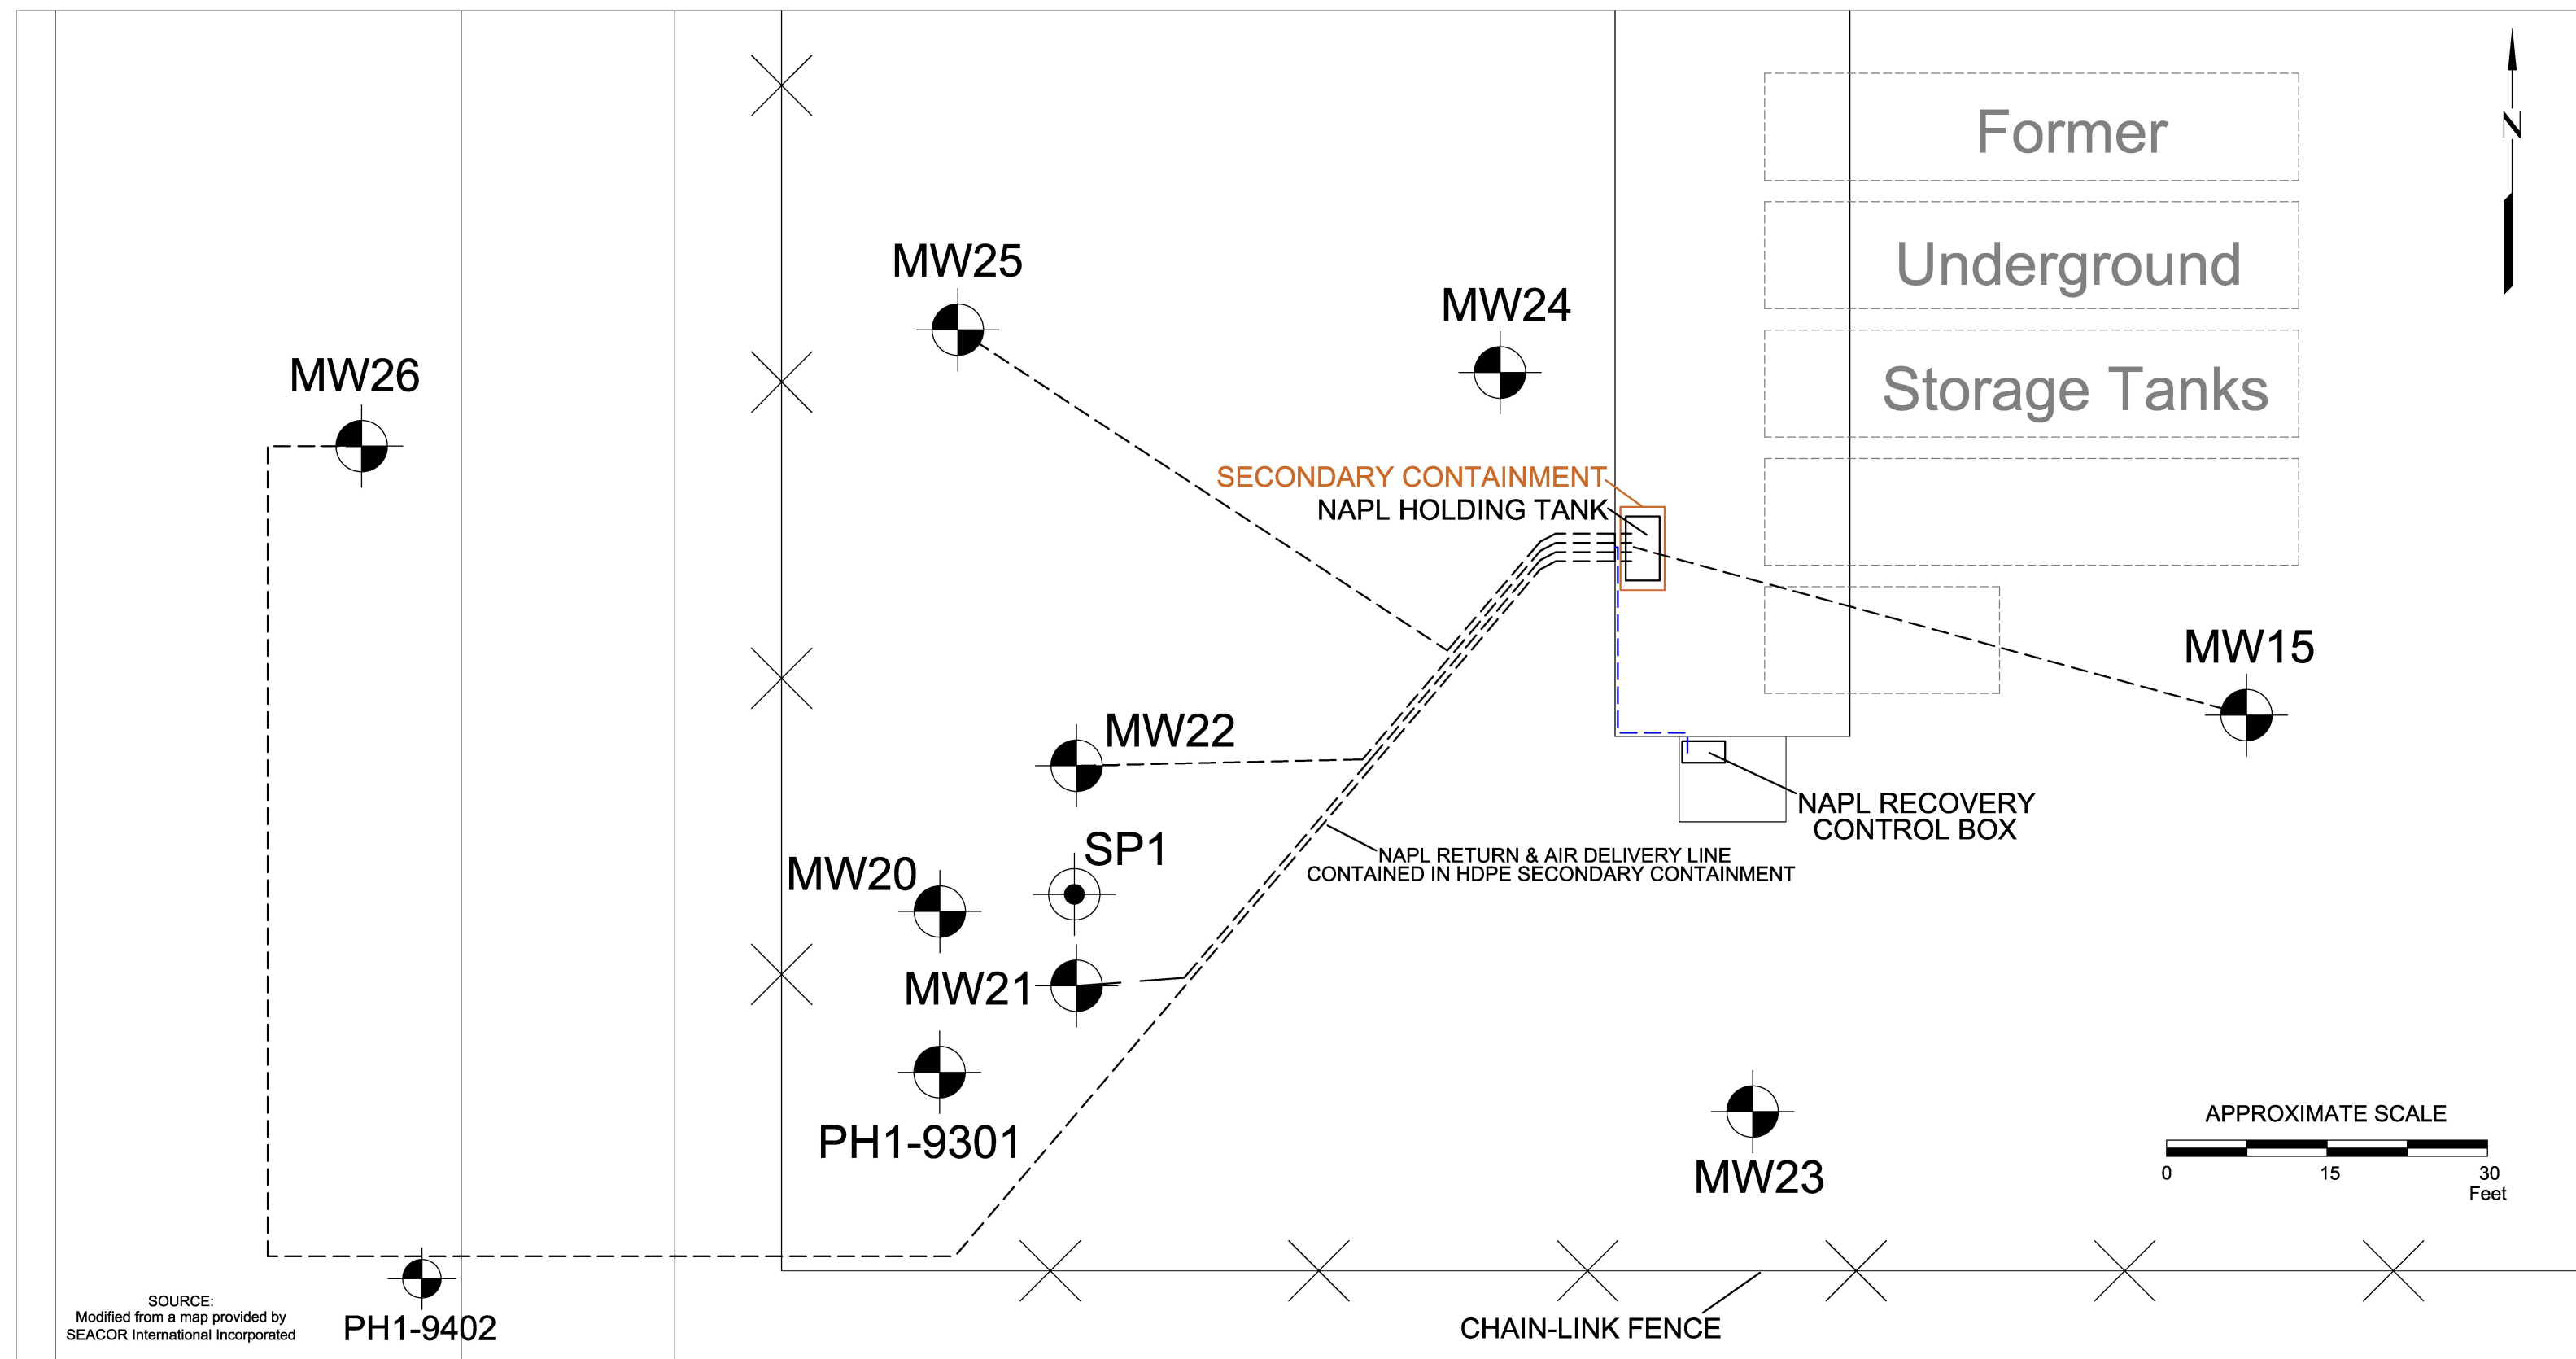 Former
N
Underground
MW25
MW24
MW26
Storage Tanks
SECONDARY CONTAINMENT
NAPL HOLDING TANK
MW15
MW22
NAPL RECOVERY
CONTROL BOX
SP1
NAPL RETURN & AIR DELIVERY LINE
CONTAINED IN HDPE SECONDARY CONTAINMENT
MW20
MW21
PH1-9301
MW23
APPROXIMATE SCALE
0 15 30
Feet
SOURCE:
Modified from a map provided by
SEACOR International Incorporated
PH1-9402
CHAIN-LINK FENCE